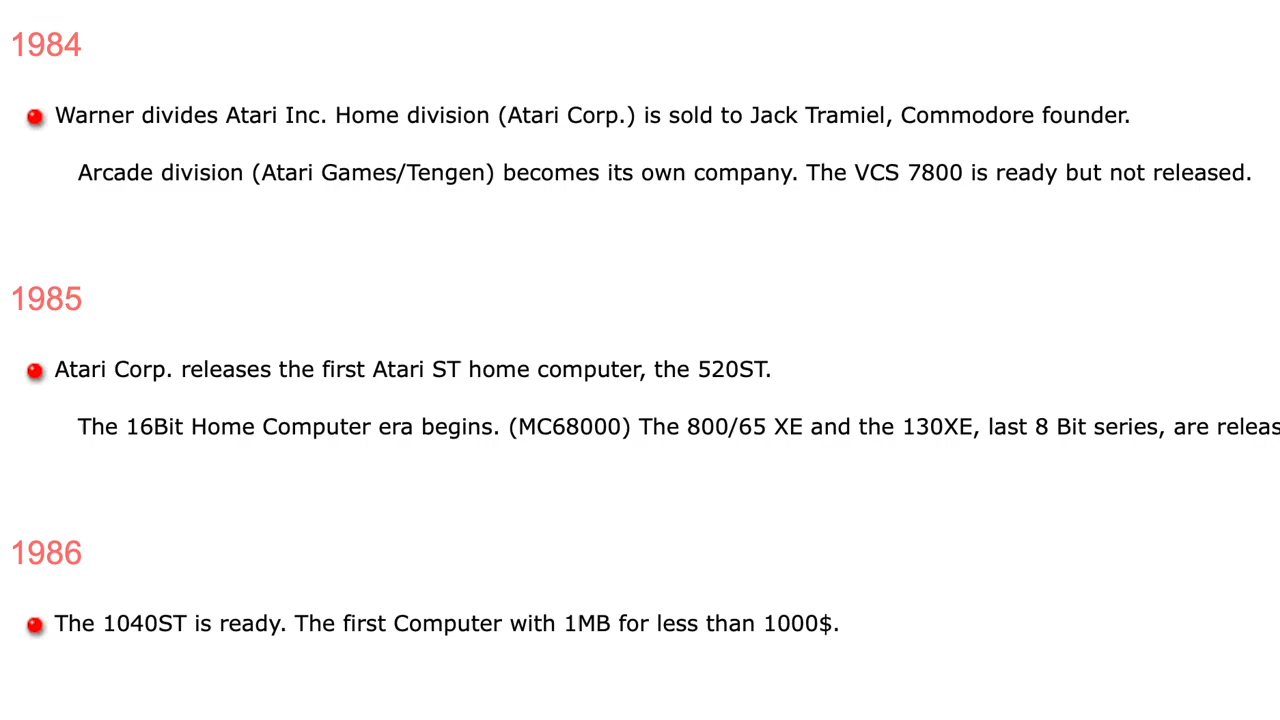 1984
Warner divides Atari Inc. Home division (Atari Corp.) is sold to Jack Tramiel, Commodore founder.
Arcade division (Atari Games/Tengen) becomes its own company. The VCS 7800 is ready but not released.
1985
Atari Corp. releases the first Atari ST home computer, the 520ST.
The 16Bit Home Computer era begins. (MC68000) The 800/65 XE and the 130XE, last 8 Bit series, are releas
1986
The 1040ST is ready. The first Computer with 1MB for less than 1000$.